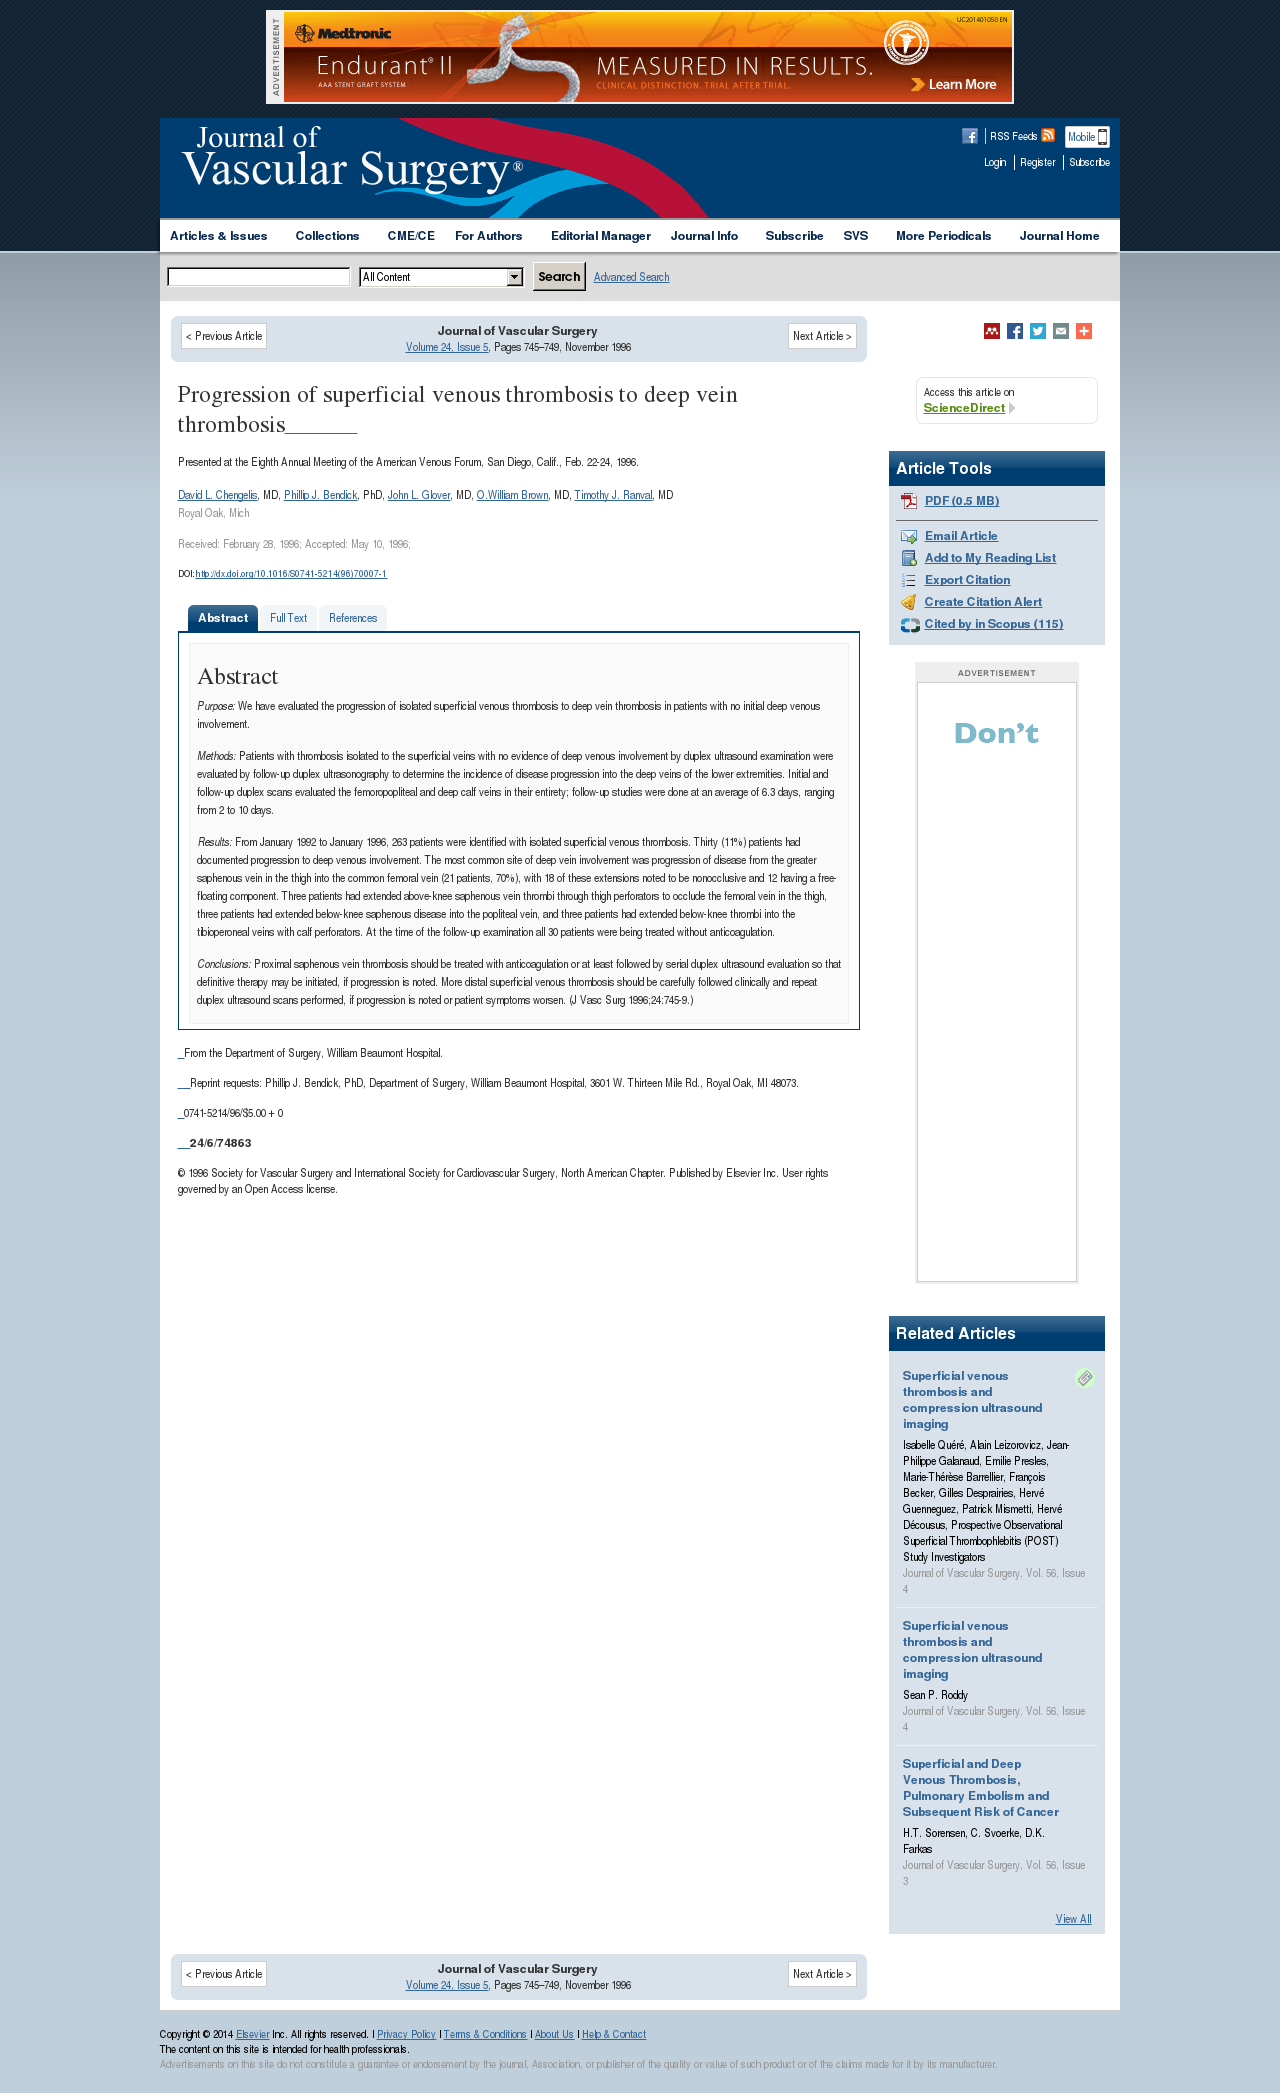 ADVERTISEMENT
Medtronic
UC201401050 EN
Endurant® II
AAA STENT GRAFT SYSTEM
MEASURED IN RESULTS.
CLINICAL DISTINCTION. TRIAL AFTER TRIAL.
Learn More
Journal of
Vascular Surgery®
RSS Feeds
Mobile
Login
Register
Subscribe
Articles & Issues Collections CME/CE For Authors Editorial Manager Journal Info Subscribe SVS More Periodicals Journal Home
All Content Search Advanced Search
< Previous Article
Journal of Vascular Surgery
Volume 24, Issue 5, Pages 745–749, November 1996
Next Article >
Progression of superficial venous thrombosis to deep vein
thrombosis______
Presented at the Eighth Annual Meeting of the American Venous Forum, San Diego, Calif., Feb. 22-24, 1996.
David L. Chengelis, MD, Phillip J. Bendick, PhD, John L. Glover, MD, O.William Brown, MD, Timothy J. Ranval, MD
Royal Oak, Mich
Received: February 28, 1996; Accepted: May 10, 1996;
DOI: http://dx.doi.org/10.1016/S0741-5214(96)70007-1
Abstract Full Text References
Abstract
Purpose: We have evaluated the progression of isolated superficial venous thrombosis to deep vein thrombosis in patients with no initial deep venous
involvement.
Methods: Patients with thrombosis isolated to the superficial veins with no evidence of deep venous involvement by duplex ultrasound examination were
evaluated by follow-up duplex ultrasonography to determine the incidence of disease progression into the deep veins of the lower extremities. Initial and
follow-up duplex scans evaluated the femoropopliteal and deep calf veins in their entirety; follow-up studies were done at an average of 6.3 days, ranging
from 2 to 10 days.
Results: From January 1992 to January 1996, 263 patients were identified with isolated superficial venous thrombosis. Thirty (11%) patients had
documented progression to deep venous involvement. The most common site of deep vein involvement was progression of disease from the greater
saphenous vein in the thigh into the common femoral vein (21 patients, 70%), with 18 of these extensions noted to be nonocclusive and 12 having a free-
floating component. Three patients had extended above-knee saphenous vein thrombi through thigh perforators to occlude the femoral vein in the thigh,
three patients had extended below-knee saphenous disease into the popliteal vein, and three patients had extended below-knee thrombi into the
tibioperoneal veins with calf perforators. At the time of the follow-up examination all 30 patients were being treated without anticoagulation.
Conclusions: Proximal saphenous vein thrombosis should be treated with anticoagulation or at least followed by serial duplex ultrasound evaluation so that
definitive therapy may be initiated, if progression is noted. More distal superficial venous thrombosis should be carefully followed clinically and repeat
duplex ultrasound scans performed, if progression is noted or patient symptoms worsen. (J Vasc Surg 1996;24:745-9.)
_From the Department of Surgery, William Beaumont Hospital.
__Reprint requests: Phillip J. Bendick, PhD, Department of Surgery, William Beaumont Hospital, 3601 W. Thirteen Mile Rd., Royal Oak, MI 48073.
_0741-5214/96/$5.00 + 0
__24/6/74863
© 1996 Society for Vascular Surgery and International Society for Cardiovascular Surgery, North American Chapter. Published by Elsevier Inc. User rights
governed by an Open Access license.
Access this article on
ScienceDirect
Article Tools
PDF (0.5 MB)
Email Article
Add to My Reading List
Export Citation
Create Citation Alert
Cited by in Scopus (115)
ADVERTISEMENT
Don't
Related Articles
Superficial venous
thrombosis and
compression ultrasound
imaging
Isabelle Quéré, Alain Leizorovicz, Jean-
Philippe Galanaud, Emilie Presles,
Marie-Thérèse Barrellier, François
Becker, Gilles Desprairies, Hervé
Guenneguez, Patrick Mismetti, Hervé
Décousus, Prospective Observational
Superficial Thrombophlebitis (POST)
Study Investigators
Journal of Vascular Surgery, Vol. 56, Issue
4
Superficial venous
thrombosis and
compression ultrasound
imaging
Sean P. Roddy
Journal of Vascular Surgery, Vol. 56, Issue
4
Superficial and Deep
Venous Thrombosis,
Pulmonary Embolism and
Subsequent Risk of Cancer
H.T. Sorensen, C. Svoerke, D.K.
Farkas
Journal of Vascular Surgery, Vol. 56, Issue
3
View All
< Previous Article
Journal of Vascular Surgery
Volume 24, Issue 5, Pages 745–749, November 1996
Next Article >
Copyright © 2014 Elsevier Inc. All rights reserved. | Privacy Policy | Terms & Conditions | About Us | Help & Contact
The content on this site is intended for health professionals.
Advertisements on this site do not constitute a guarantee or endorsement by the journal, Association, or publisher of the quality or value of such product or of the claims made for it by its manufacturer.